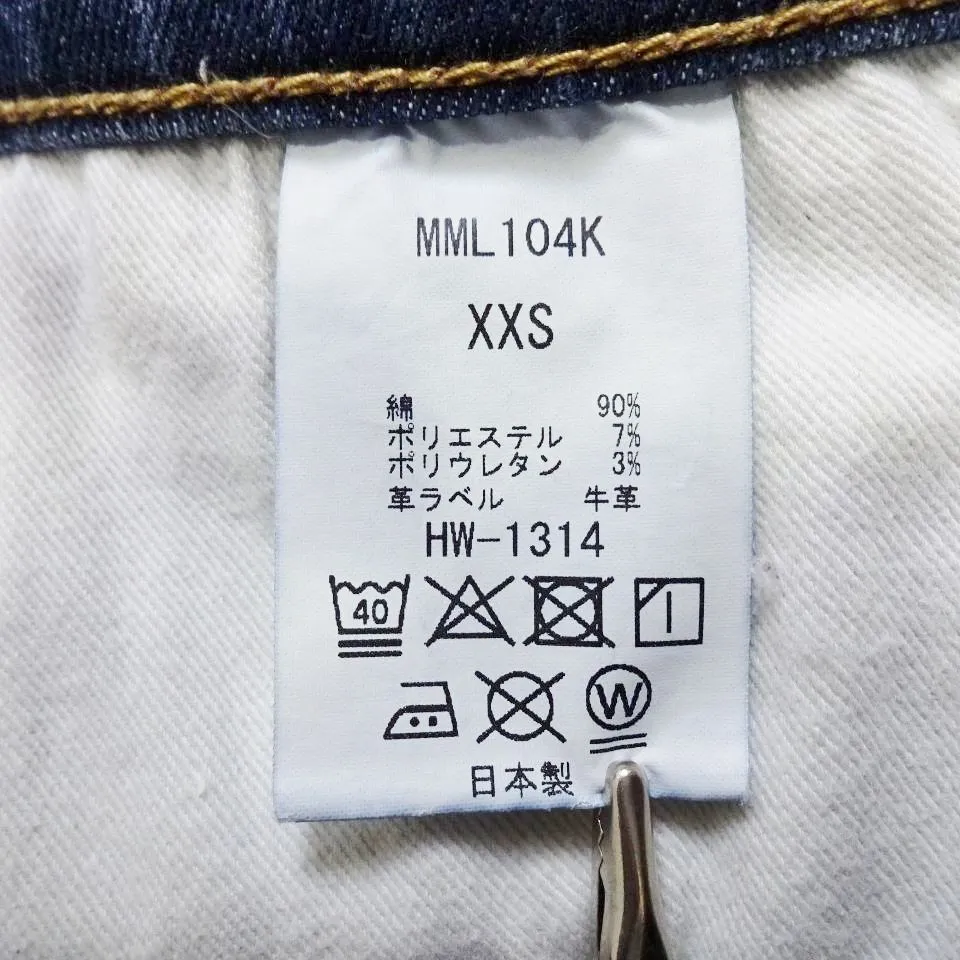 MML104K
XXS
綿 90%
ポリエステル 7%
ポリウレタン 3%
革ラベル 牛革
HW-1314
40
W
日本製